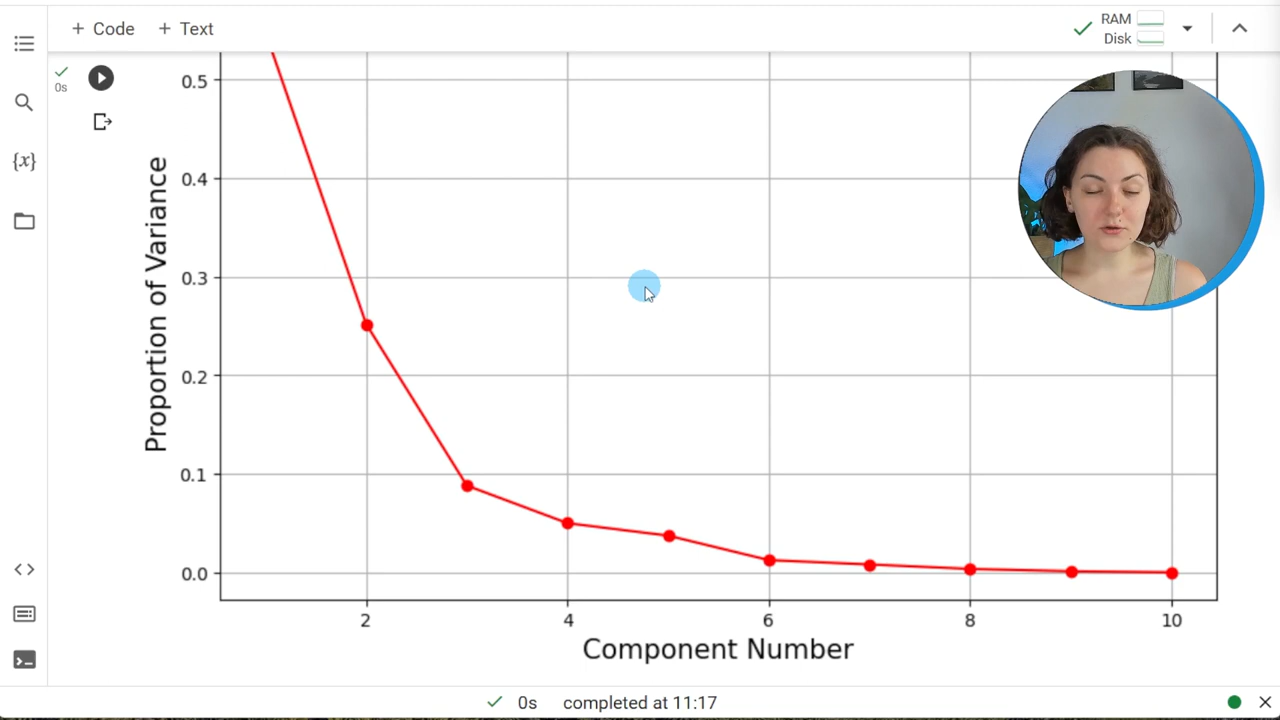 + Code + Text
RAM
Disk
0s
{x}
0.5
0.4
0.3
0.2
0.1
0.0
Proportion of Variance
2 4 6 8 10
Component Number
0s completed at 11:17